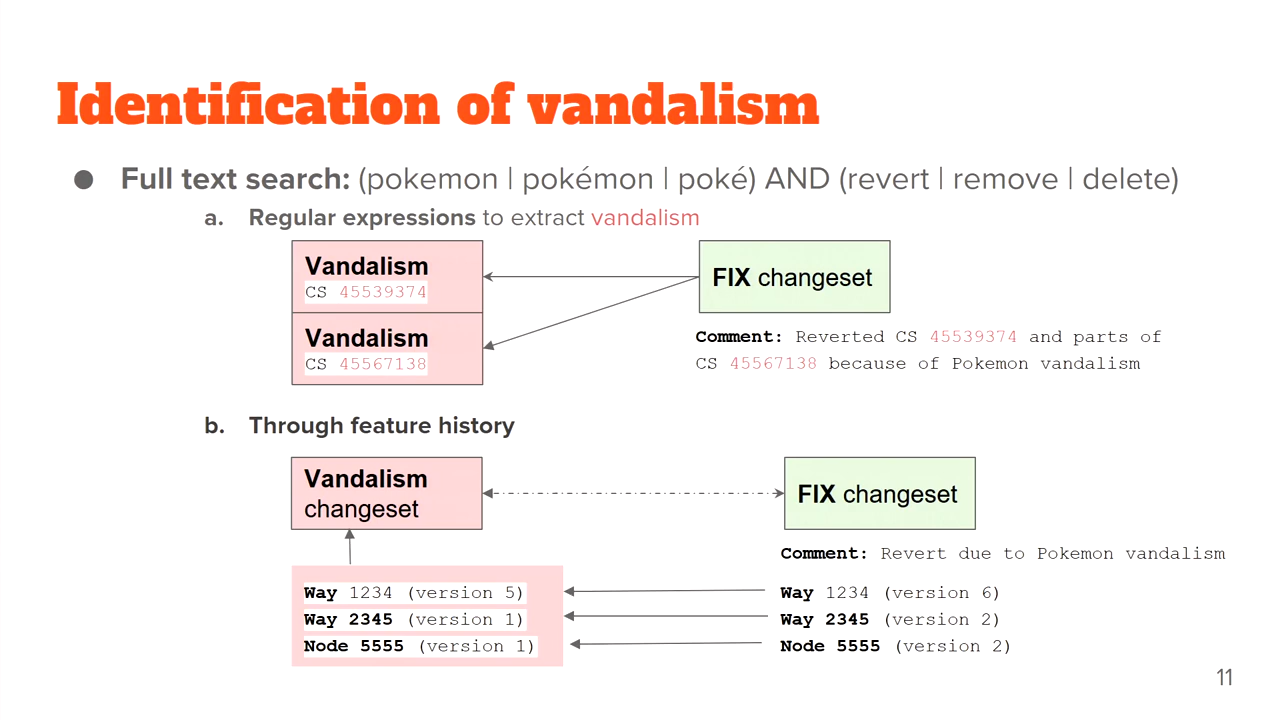 Identification of vandalism
● Full text search: (pokemon | pokémon | poké) AND (revert | remove | delete)
a. Regular expressions to extract vandalism
Vandalism
CS 45539374
Vandalism
CS 45567138
FIX changeset
Comment: Reverted CS 45539374 and parts of
CS 45567138 because of Pokemon vandalism
b. Through feature history
Vandalism
changeset
FIX changeset
Comment: Revert due to Pokemon vandalism
Way 1234 (version 5)
Way 2345 (version 1)
Node 5555 (version 1)
Way 1234 (version 6)
Way 2345 (version 2)
Node 5555 (version 2)
11